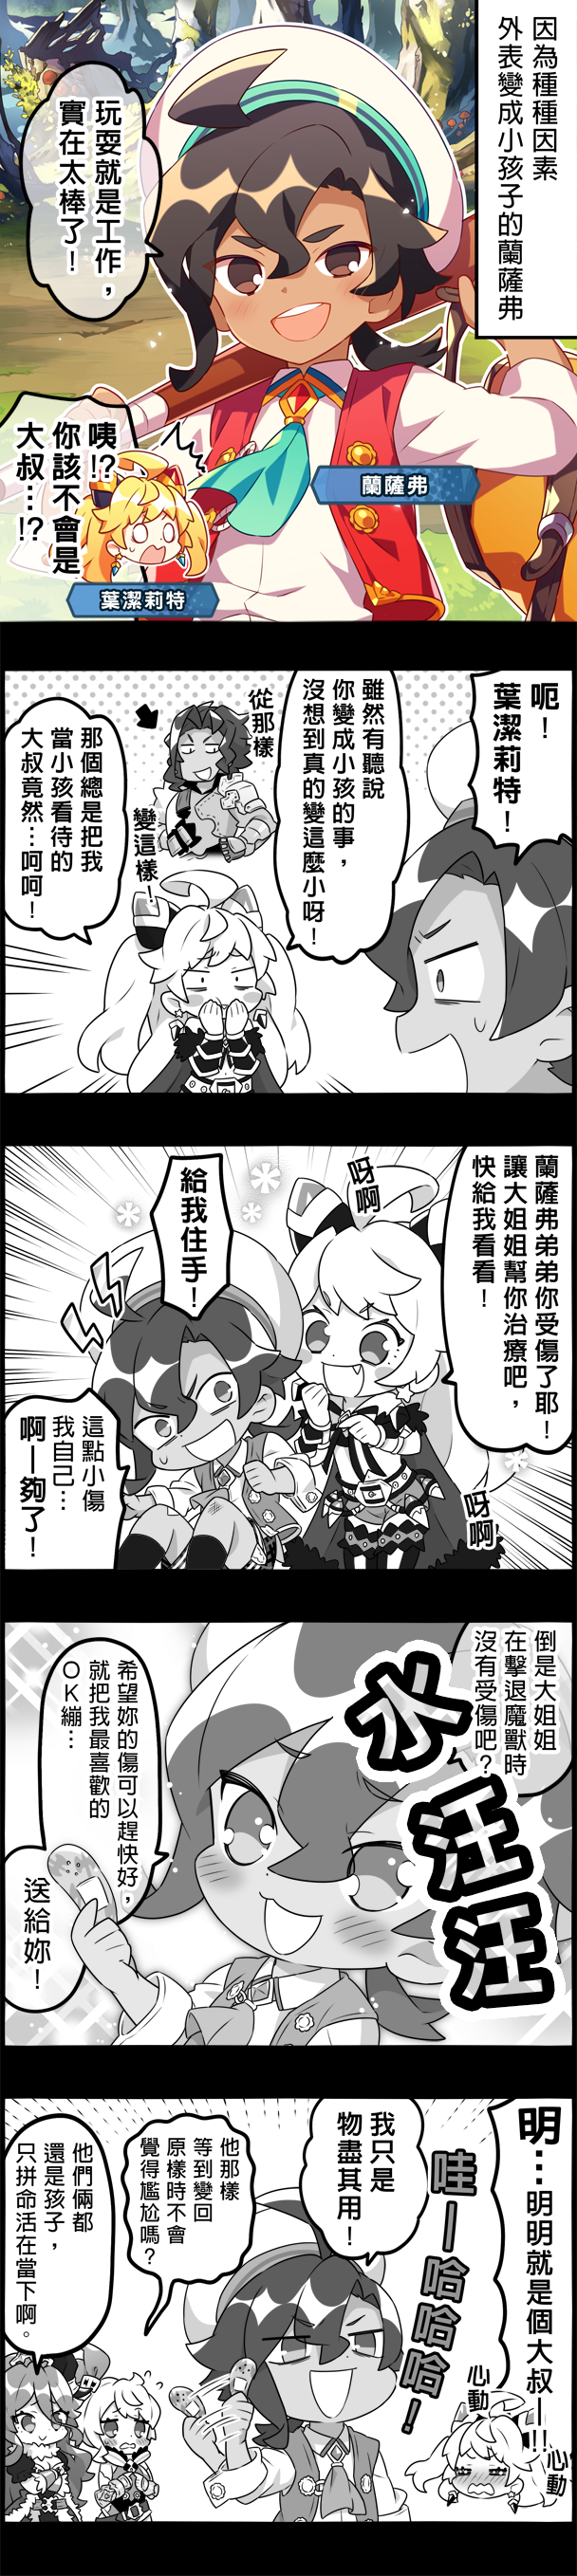 因為種種因素
外表變成小孩子的蘭薩弗
玩耍就是工作，
實在太棒了！
蘭薩弗
咦！？
你該不會是
大叔…！？
葉潔莉特
呃！
葉潔莉特！
雖然有聽說
你變成小孩的事，
沒想到真的變這麼小呀！
從那樣
變這樣！
那個總是把我
當小孩看待的
大叔竟然…呵呵！
蘭薩弗弟弟你受傷了耶！
讓大姐姐幫你治療吧，
快給我看看！
呀啊
呀啊
給我住手！
這點小傷
我自己…
啊ー夠了！
倒是大姐姐
在擊退魔獸時
沒有受傷吧？
水汪汪
希望妳的傷可以趕快好，
就把我最喜歡的
ＯＫ繃…
送給妳！
明…明明就是個大叔ー！！
心動
心動
哇ー哈哈哈！
我只是
物盡其用！
他那樣
等到變回
原樣時不會
覺得尷尬嗎？
他們倆都
還是孩子，
只拼命活在當下啊。